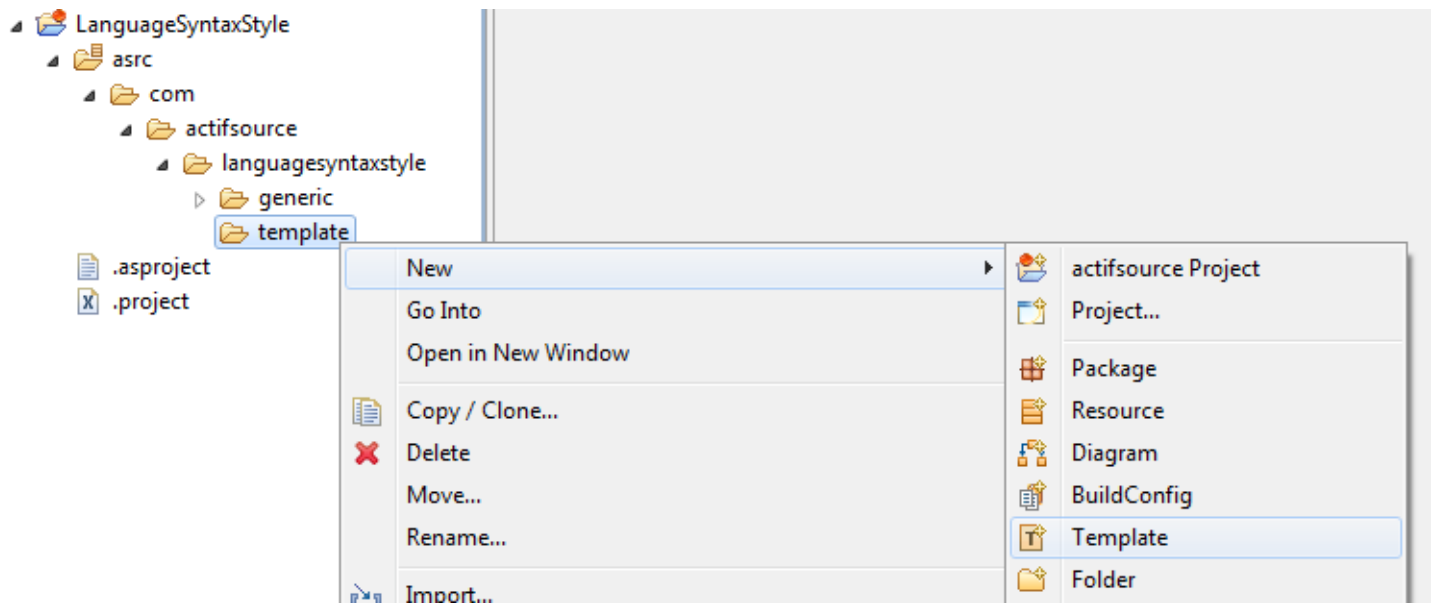 LanguageSyntaxStyle
asrc
com
actifsource
languagesyntaxstyle
generic
template
.asproject
.project
New
Go Into
Open in New Window
Copy / Clone...
Delete
Move...
Rename...
Import...
actifsource Project
Project...
Package
Resource
Diagram
BuildConfig
Template
Folder